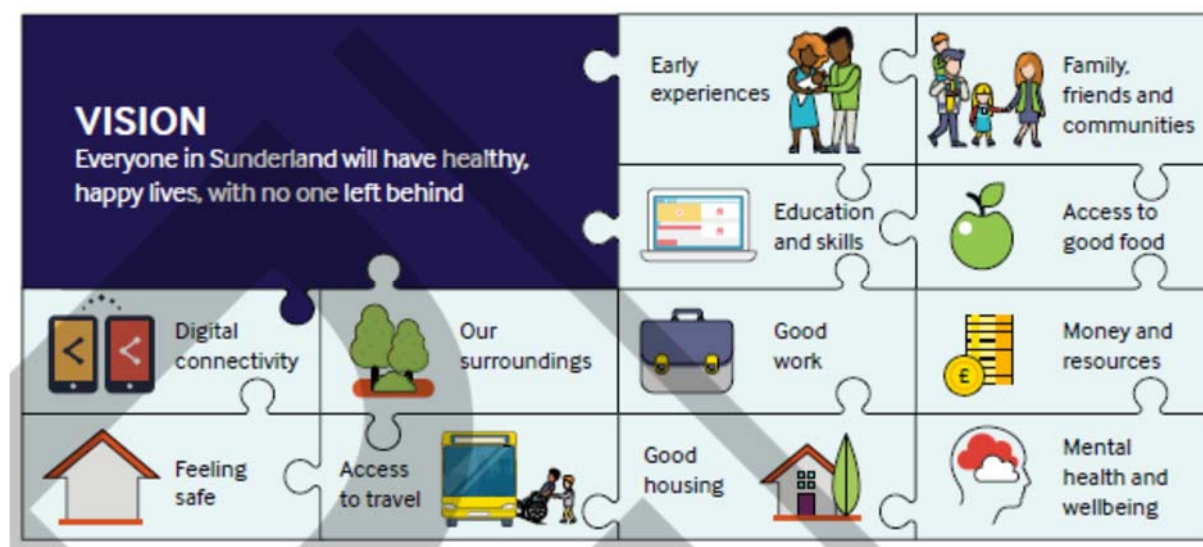 VISION
Everyone in Sunderland will have healthy,
happy lives, with no one left behind
Early
experiences
Family,
friends and
communities
Education
and skills
Access to
good food
Digital
connectivity
Our
surroundings
Good
work
Money and
resources
£
Feeling
safe
Access
to travel
Good
housing
Mental
health and
wellbeing